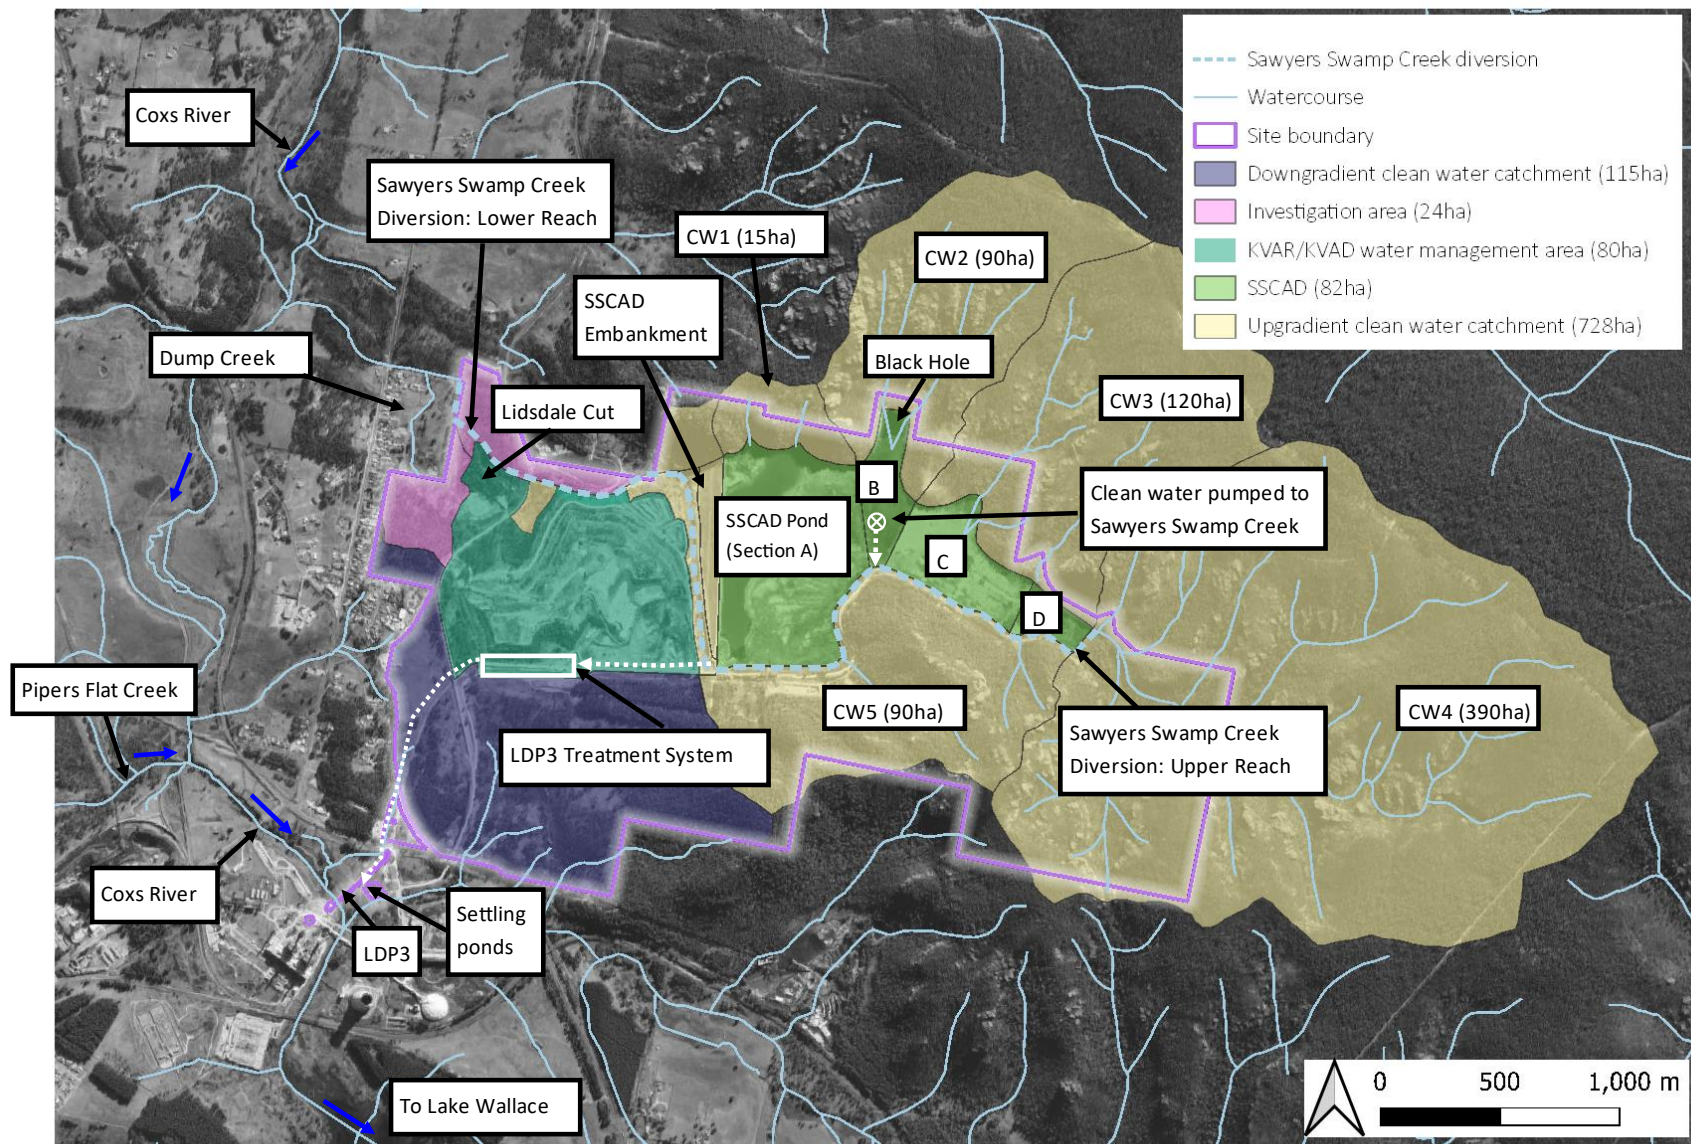 Sawyers Swamp Creek diversion
Watercourse
Site boundary
Downgradient clean water catchment (115ha)
Investigation area (24ha)
KVAR/KVAD water management area (80ha)
SSCAD (82ha)
Upgradient clean water catchment (728ha)
Coxs River
Sawyers Swamp Creek
Diversion: Lower Reach
CW1 (15ha)
CW2 (90ha)
SSCAD
Embankment
Dump Creek
Black Hole
CW3 (120ha)
Lidsdale Cut
B
Clean water pumped to
Sawyers Swamp Creek
SSCAD Pond
(Section A)
C
D
Pipers Flat Creek
CW5 (90ha)
CW4 (390ha)
LDP3 Treatment System
Sawyers Swamp Creek
Diversion: Upper Reach
Coxs River
Settling
ponds
LDP3
To Lake Wallace
0 500 1,000 m